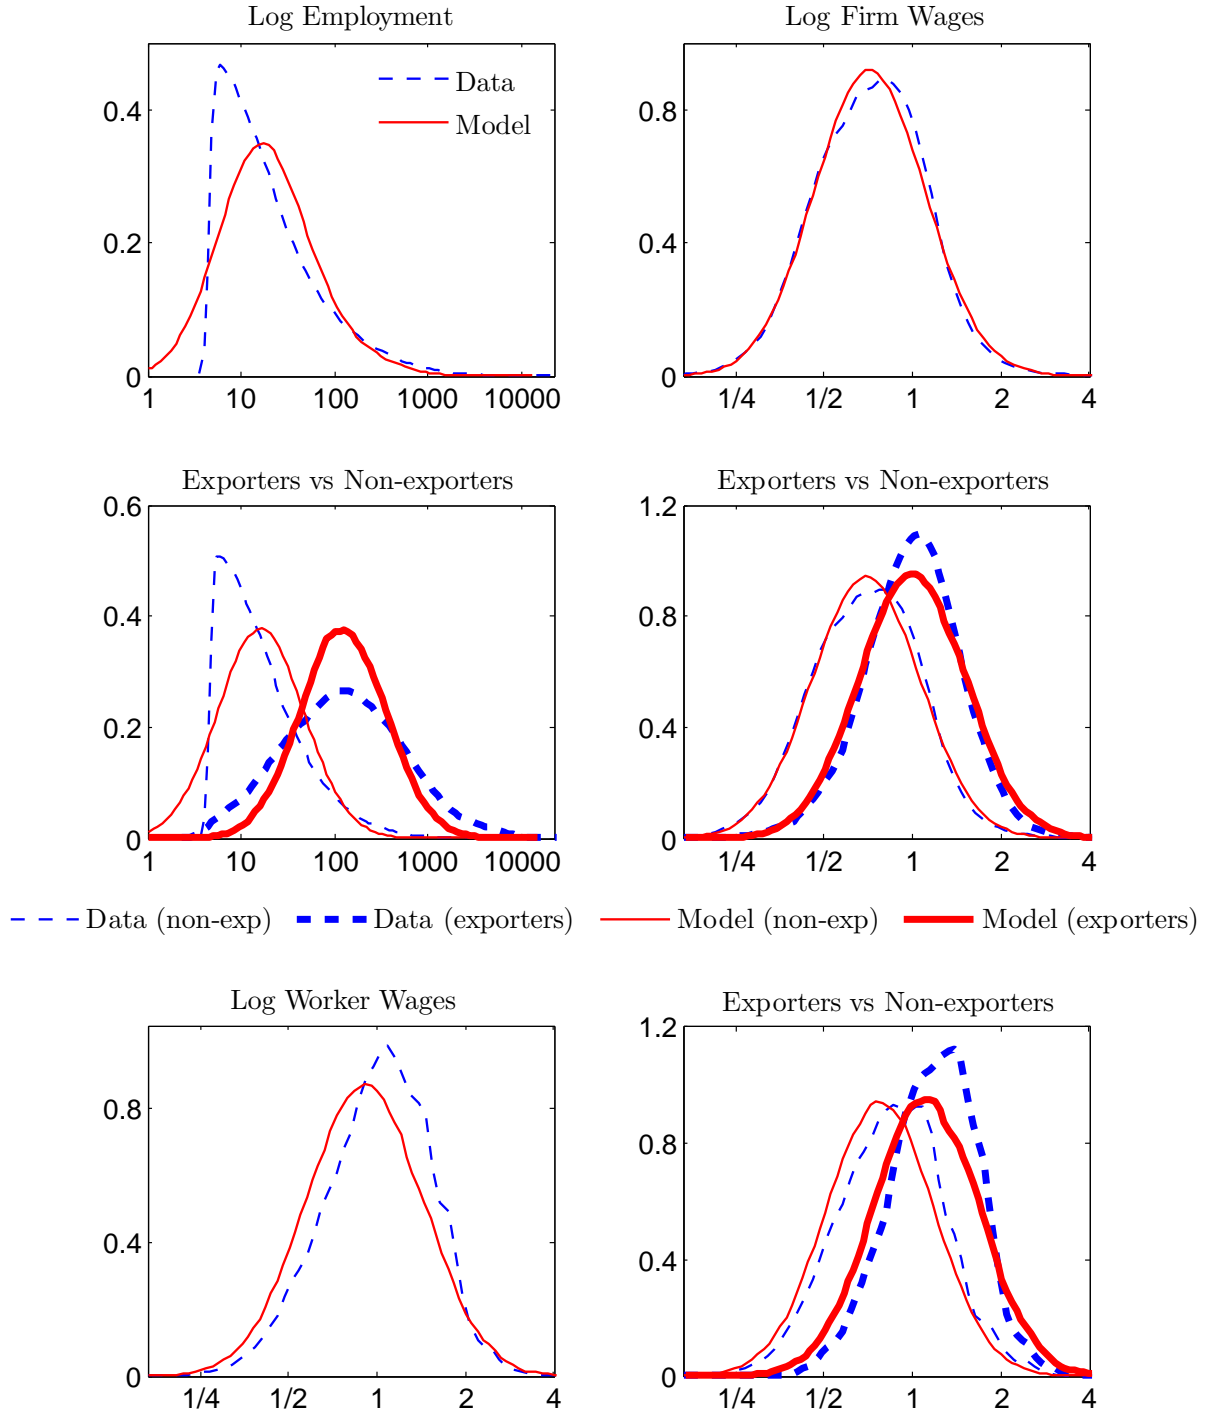 Log Employment
Log Firm Wages
Data
Model
0.4
0.2
0
1 10 100 1000 10000
0.8
0.4
0
1/4 1/2 1 2 4
Exporters vs Non-exporters
Exporters vs Non-exporters
0.6
0.4
0.2
0
1 10 100 1000 10000
1.2
0.8
0.4
0
1/4 1/2 1 2 4
Data (non-exp) Data (exporters) Model (non-exp) Model (exporters)
Log Worker Wages
Exporters vs Non-exporters
0.8
0.4
0
1/4 1/2 1 2 4
1.2
0.8
0.4
0
1/4 1/2 1 2 4